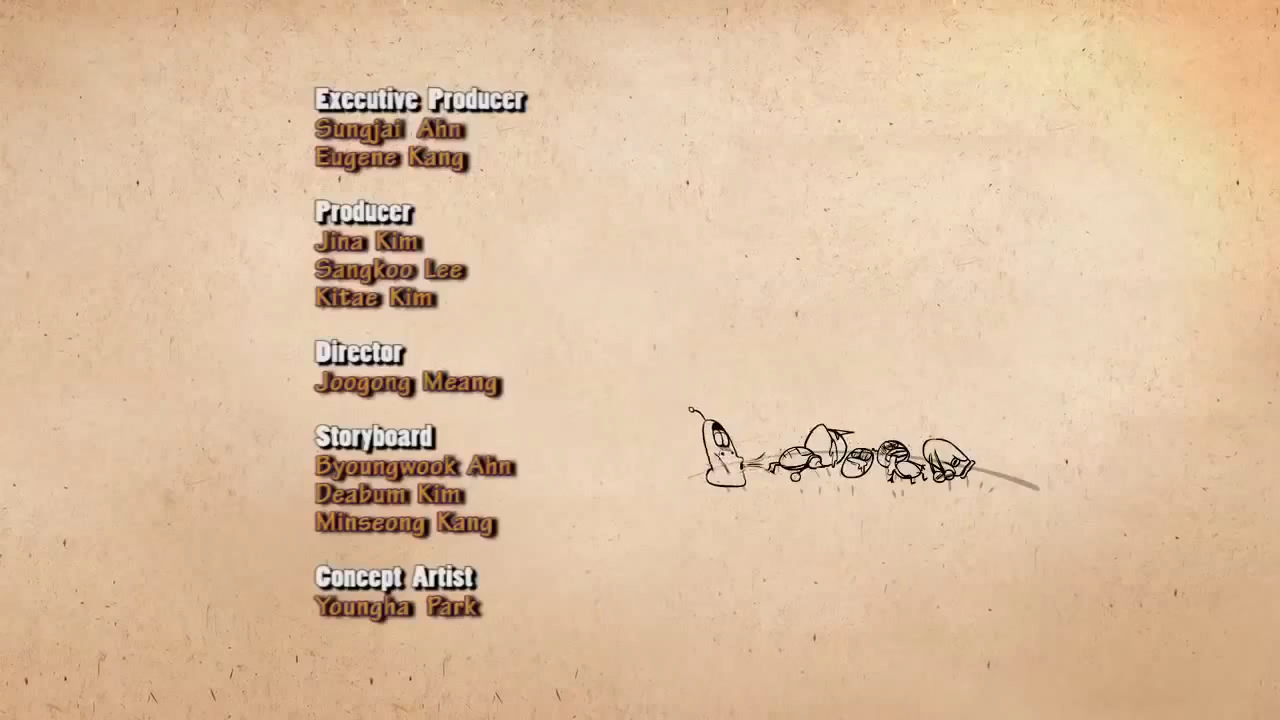 Executive Producer
Sungjai Ahn
Eugene Kang
Producer
Jina Kim
Sangkoo Lee
Kitae Kim
Director
Joogong Meang
Storyboard
Byoungwook Ahn
Deabum Kim
Minseong Kang
Concept Artist
Youngha Park